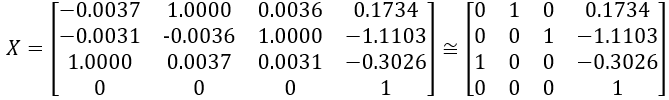 X = [−0.0037 1.0000 0.0036 0.1734] ≅ [0 1 0 0.1734]
[−0.0031 -0.0036 1.0000 −1.1103] [0 0 1 −1.1103]
[1.0000 0.0037 0.0031 −0.3026] [1 0 0 −0.3026]
[0 0 0 1] [0 0 0 1]